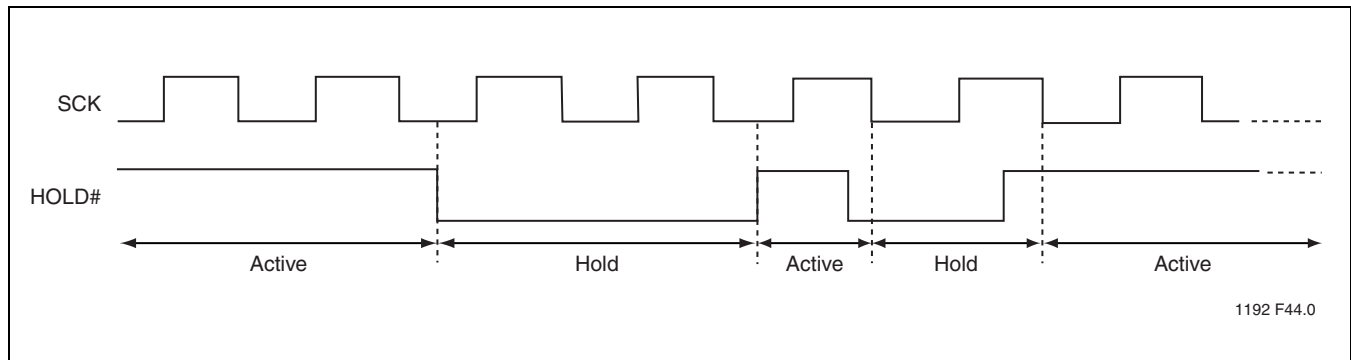 SCK
HOLD#
Active Hold Active Hold Active
1192 F44.0